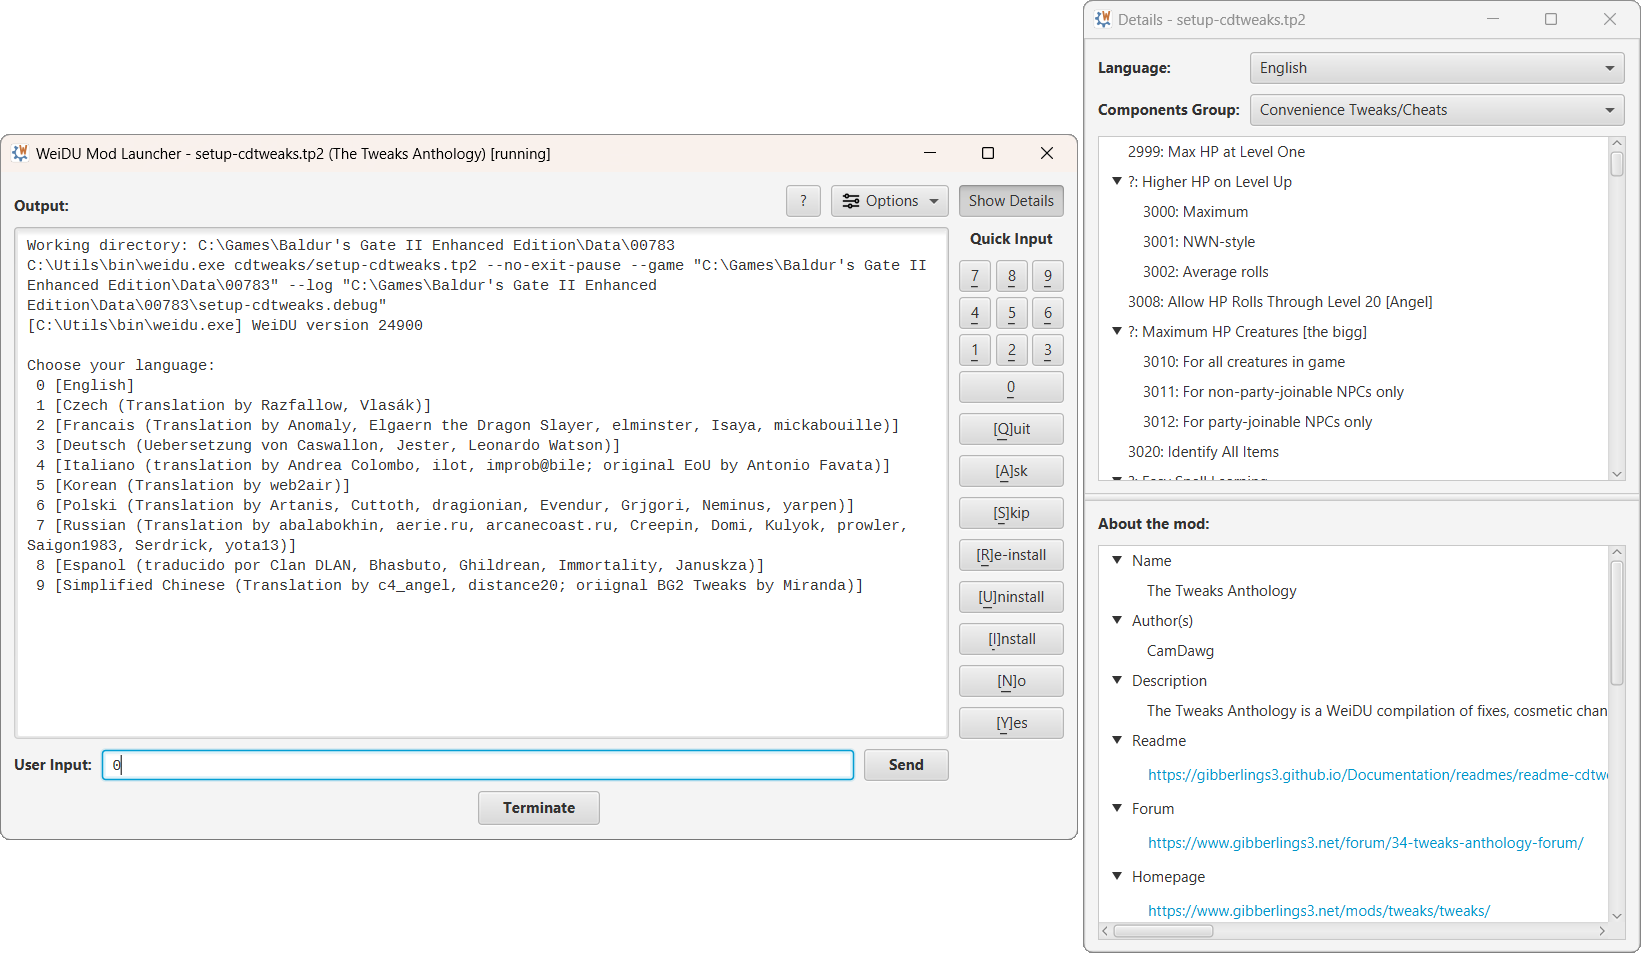 WeiDU Mod Launcher - setup-cdtweaks.tp2 (The Tweaks Anthology) [running]
Output:
?
Options
Show Details
Working directory: C:\Games\Baldur's Gate II Enhanced Edition\Data\00783
C:\Utils\bin\weidu.exe cdtweaks/setup-cdtweaks.tp2 --no-exit-pause --game "C:\Games\Baldur's Gate II
Enhanced Edition\Data\00783" --log "C:\Games\Baldur's Gate II Enhanced
Edition\Data\00783\setup-cdtweaks.debug"
[C:\Utils\bin\weidu.exe] WeiDU version 24900
Choose your language:
0 [English]
1 [Czech (Translation by Razfallow, Vlasák)]
2 [Francais (Translation by Anomaly, Elgaern the Dragon Slayer, elminster, Isaya, mickabouille)]
3 [Deutsch (Uebersetzung von Caswallon, Jester, Leonardo Watson)]
4 [Italiano (translation by Andrea Colombo, ilot, improb@bile; original EoU by Antonio Favata)]
5 [Korean (Translation by web2air)]
6 [Polski (Translation by Artanis, Cuttoth, dragionian, Evendur, Grjgori, Neminus, yarpen)]
7 [Russian (Translation by abalabokhin, aerie.ru, arcanecoast.ru, Creepin, Domi, Kulyok, prowler,
Saigon1983, Serdrick, yota13)]
8 [Espanol (traducido por Clan DLAN, Bhasbuto, Ghildrean, Immortality, Januskza)]
9 [Simplified Chinese (Translation by c4_angel, distance20; oriignal BG2 Tweaks by Miranda)]
Quick Input
7 8 9
4 5 6
1 2 3
0
[Q]uit
[A]sk
[S]kip
[R]e-install
[U]ninstall
[I]nstall
[N]o
[Y]es
User Input:
0
Send
Terminate
Details - setup-cdtweaks.tp2
Language:
English
Components Group:
Convenience Tweaks/Cheats
2999: Max HP at Level One
?: Higher HP on Level Up
3000: Maximum
3001: NWN-style
3002: Average rolls
3008: Allow HP Rolls Through Level 20 [Angel]
?: Maximum HP Creatures [the bigg]
3010: For all creatures in game
3011: For non-party-joinable NPCs only
3012: For party-joinable NPCs only
3020: Identify All Items
?: Easy Spell Learning
About the mod:
Name
The Tweaks Anthology
Author(s)
CamDawg
Description
The Tweaks Anthology is a WeiDU compilation of fixes, cosmetic chan
Readme
https://gibberlings3.github.io/Documentation/readmes/readme-cdtw
Forum
https://www.gibberlings3.net/forum/34-tweaks-anthology-forum/
Homepage
https://www.gibberlings3.net/mods/tweaks/tweaks/